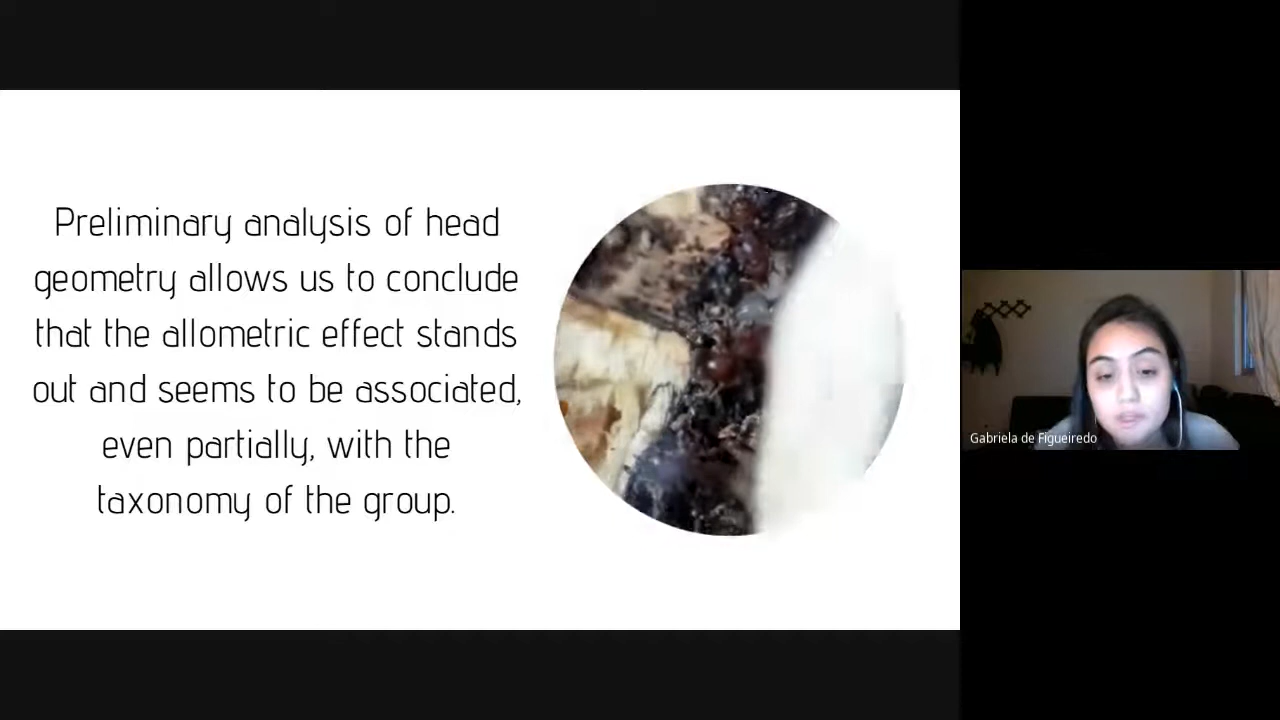 Preliminary analysis of head
geometry allows us to conclude
that the allometric effect stands
out and seems to be associated,
even partially, with the
taxonomy of the group.
Gabriela de Figueiredo